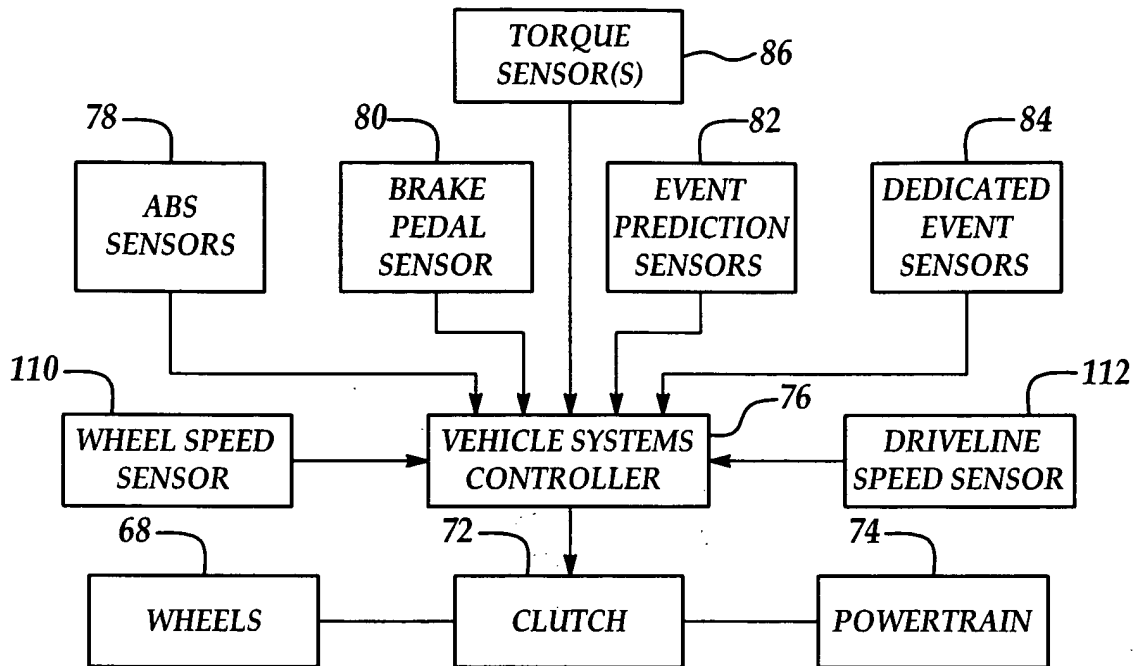 TORQUE
SENSOR(S)
86
78
80
82
84
ABS
SENSORS
BRAKE
PEDAL
SENSOR
EVENT
PREDICTION
SENSORS
DEDICATED
EVENT
SENSORS
110
76
112
WHEEL SPEED
SENSOR
VEHICLE SYSTEMS
CONTROLLER
DRIVELINE
SPEED SENSOR
68
72
74
WHEELS
CLUTCH
POWERTRAIN